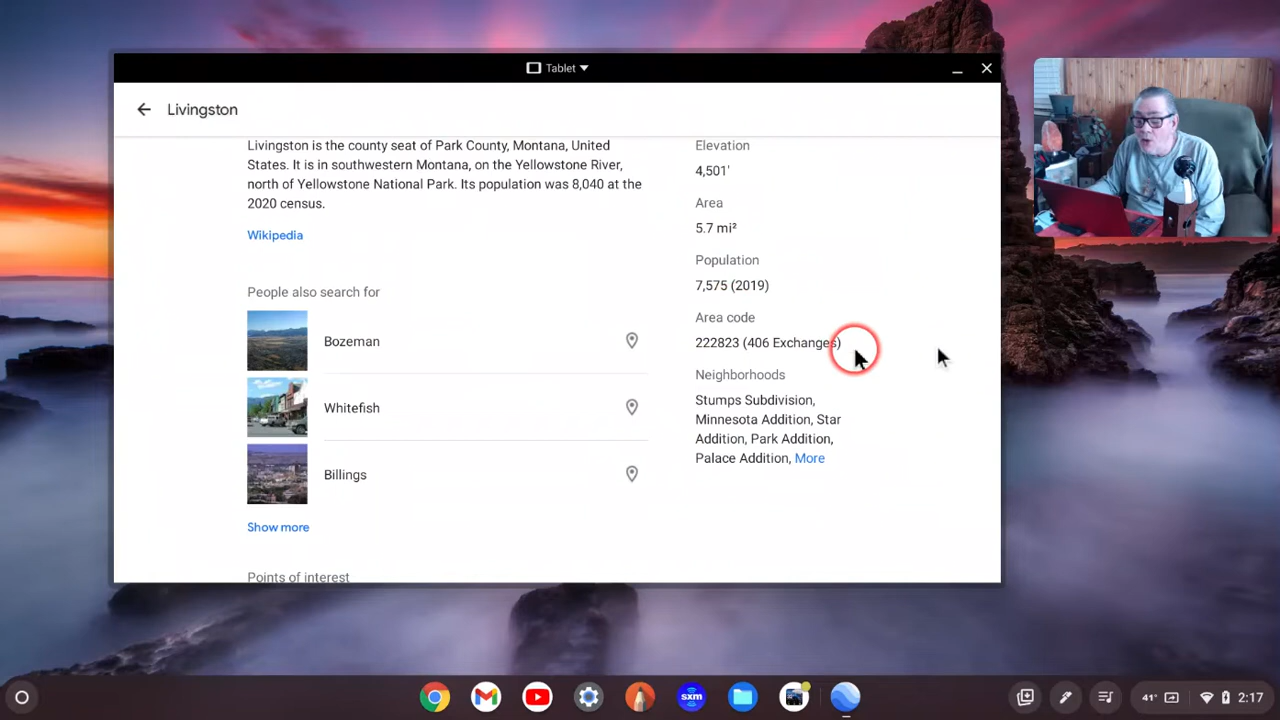 Tablet
Livingston
Livingston is the county seat of Park County, Montana, United
States. It is in southwestern Montana, on the Yellowstone River,
north of Yellowstone National Park. Its population was 8,040 at the
2020 census.
Wikipedia
People also search for
Bozeman
Whitefish
Billings
Show more
Points of interest
Elevation
4,501'
Area
5.7 mi²
Population
7,575 (2019)
Area code
222823 (406 Exchanges)
Neighborhoods
Stumps Subdivision,
Minnesota Addition, Star
Addition, Park Addition,
Palace Addition, More
sxm
41°
2:17